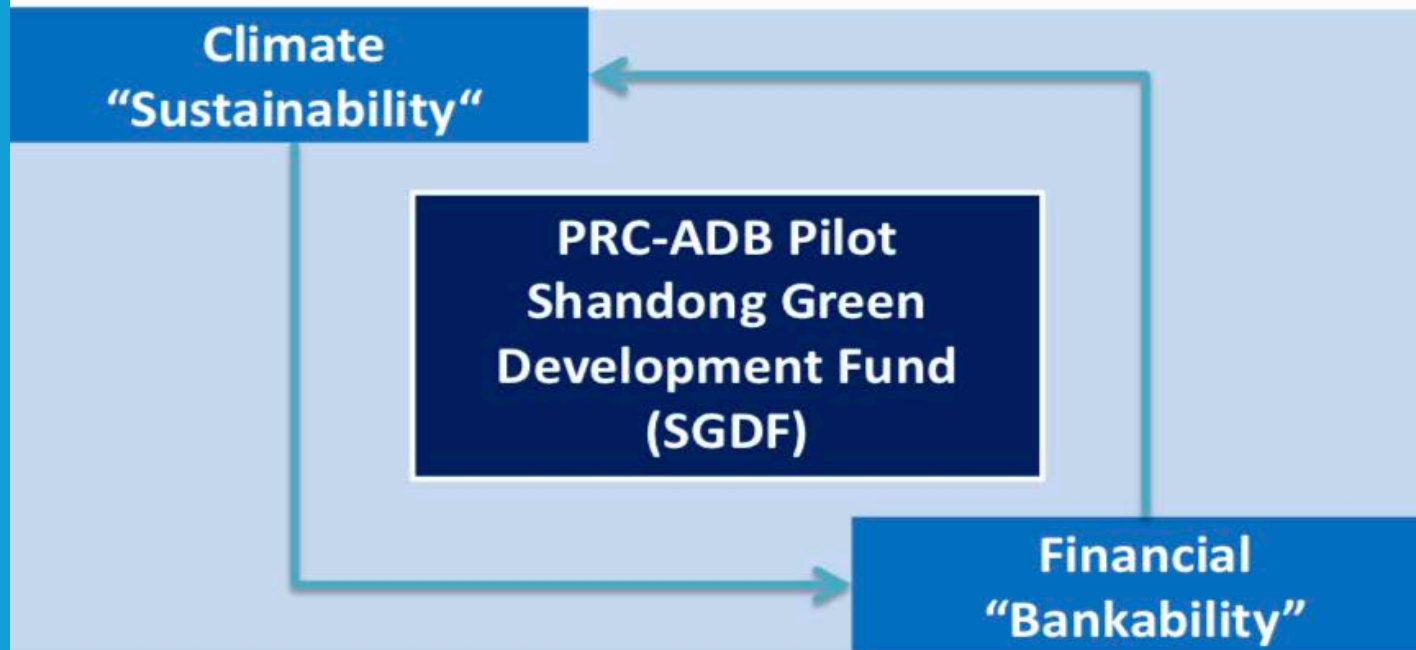 Climate
“Sustainability“
PRC-ADB Pilot
Shandong Green
Development Fund
(SGDF)
Financial
“Bankability”